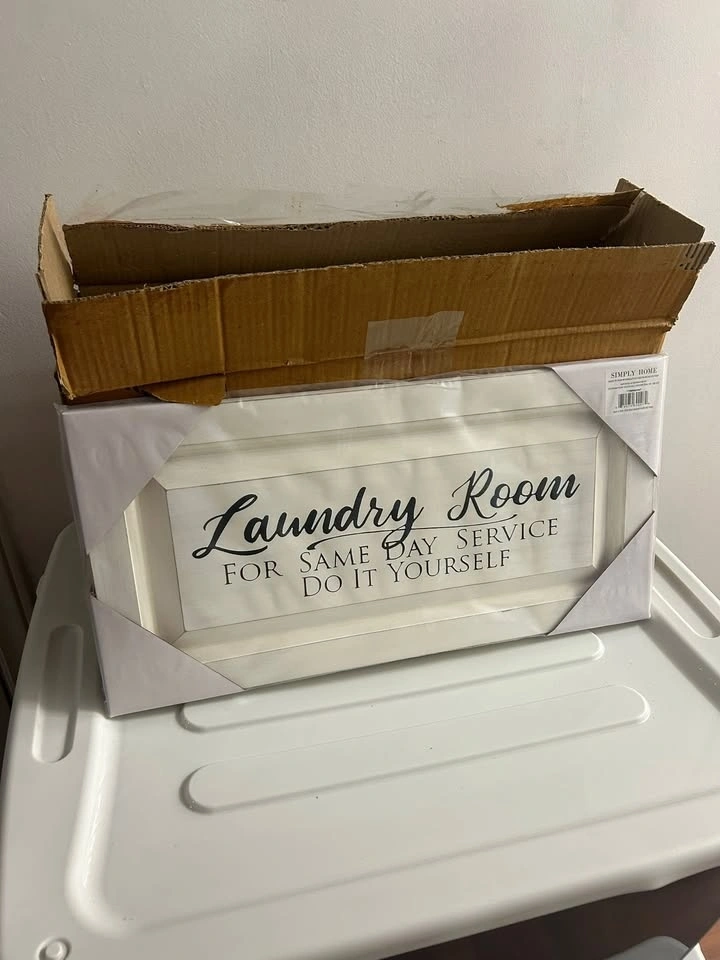 SIMPLY HOME
Laundry Room
FOR SAME DAY SERVICE
DO IT YOURSELF